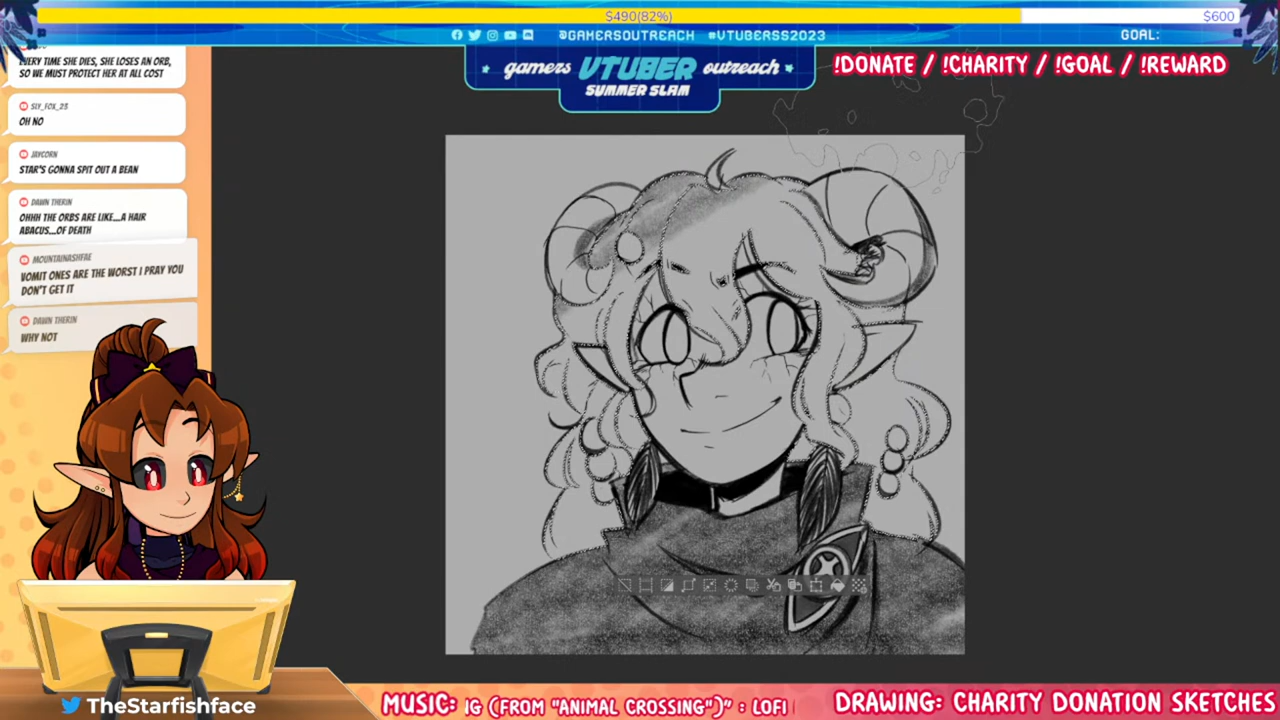 $490(82%)
$600
@GAMERSOUTREACH
#VTUBERSS2023
GOAL:
gamers VTUBER outreach
SUMMER SLAM
!DONATE / !CHARITY / !GOAL / !REWARD
EVERY TIME SHE DIES, SHE LOSES AN ORB,
SO WE MUST PROTECT HER AT ALL COST
SLY_FOX_23
OH NO
JAYCORN
STAR'S GONNA SPIT OUT A BEAN
DAWN THERIN
OHHH THE ORBS ARE LIKE...A HAIR
ABACUS...OF DEATH
MOUNTAINASHFAE
VOMIT ONES ARE THE WORST I PRAY YOU
DON'T GET IT
DAWN THERIN
WHY NOT
TheStarfishface
MUSIC: IG (FROM "ANIMAL CROSSING")" : LOFI
DRAWING: CHARITY DONATION SKETCHES